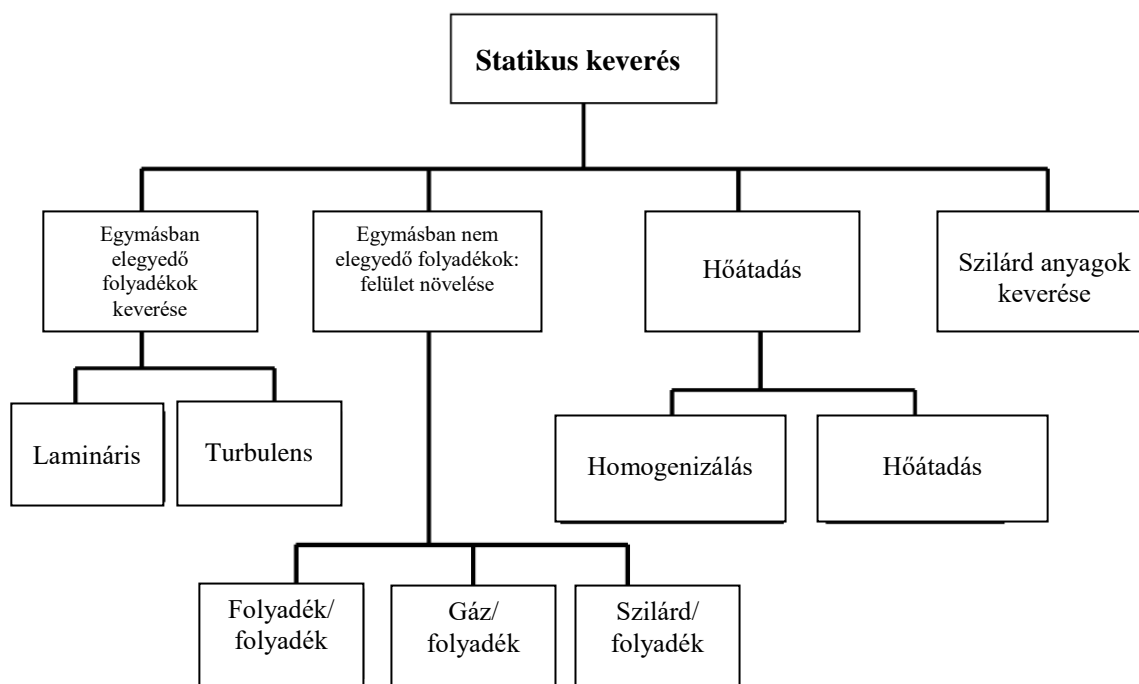 Statikus keverés
Egymásban
elegyedő
folyadékok
keverése
Egymásban nem
elegyedő folyadékok:
felület növelése
Hőátadás
Szilárd anyagok
keverése
Lamináris
Turbulens
Homogenizálás
Hőátadás
Folyadék/
folyadék
Gáz/
folyadék
Szilárd/
folyadék